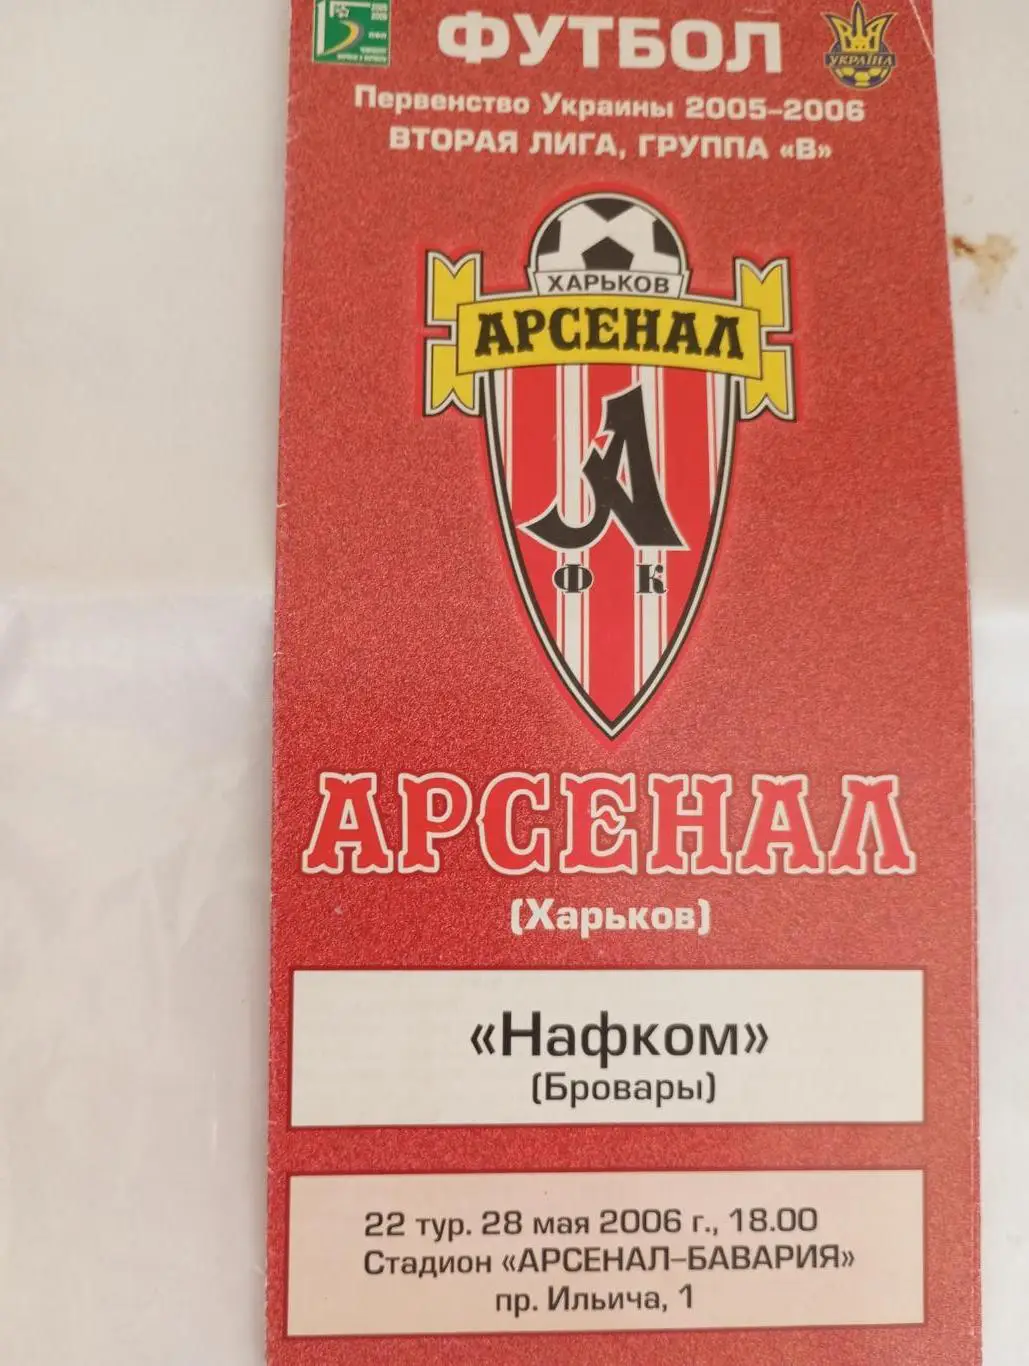 ФУТБОЛ
УКРАЇНА
Первенство Украины 2005–2006
ВТОРАЯ ЛИГА, ГРУППА «В»
ХАРЬКОВ
АРСЕНАЛ
А
Ф К
АРСЕНАЛ
(Харьков)
«Нафком»
(Бровары)
22 тур. 28 мая 2006 г., 18.00
Стадион «АРСЕНАЛ–БАВАРИЯ»
пр. Ильича, 1